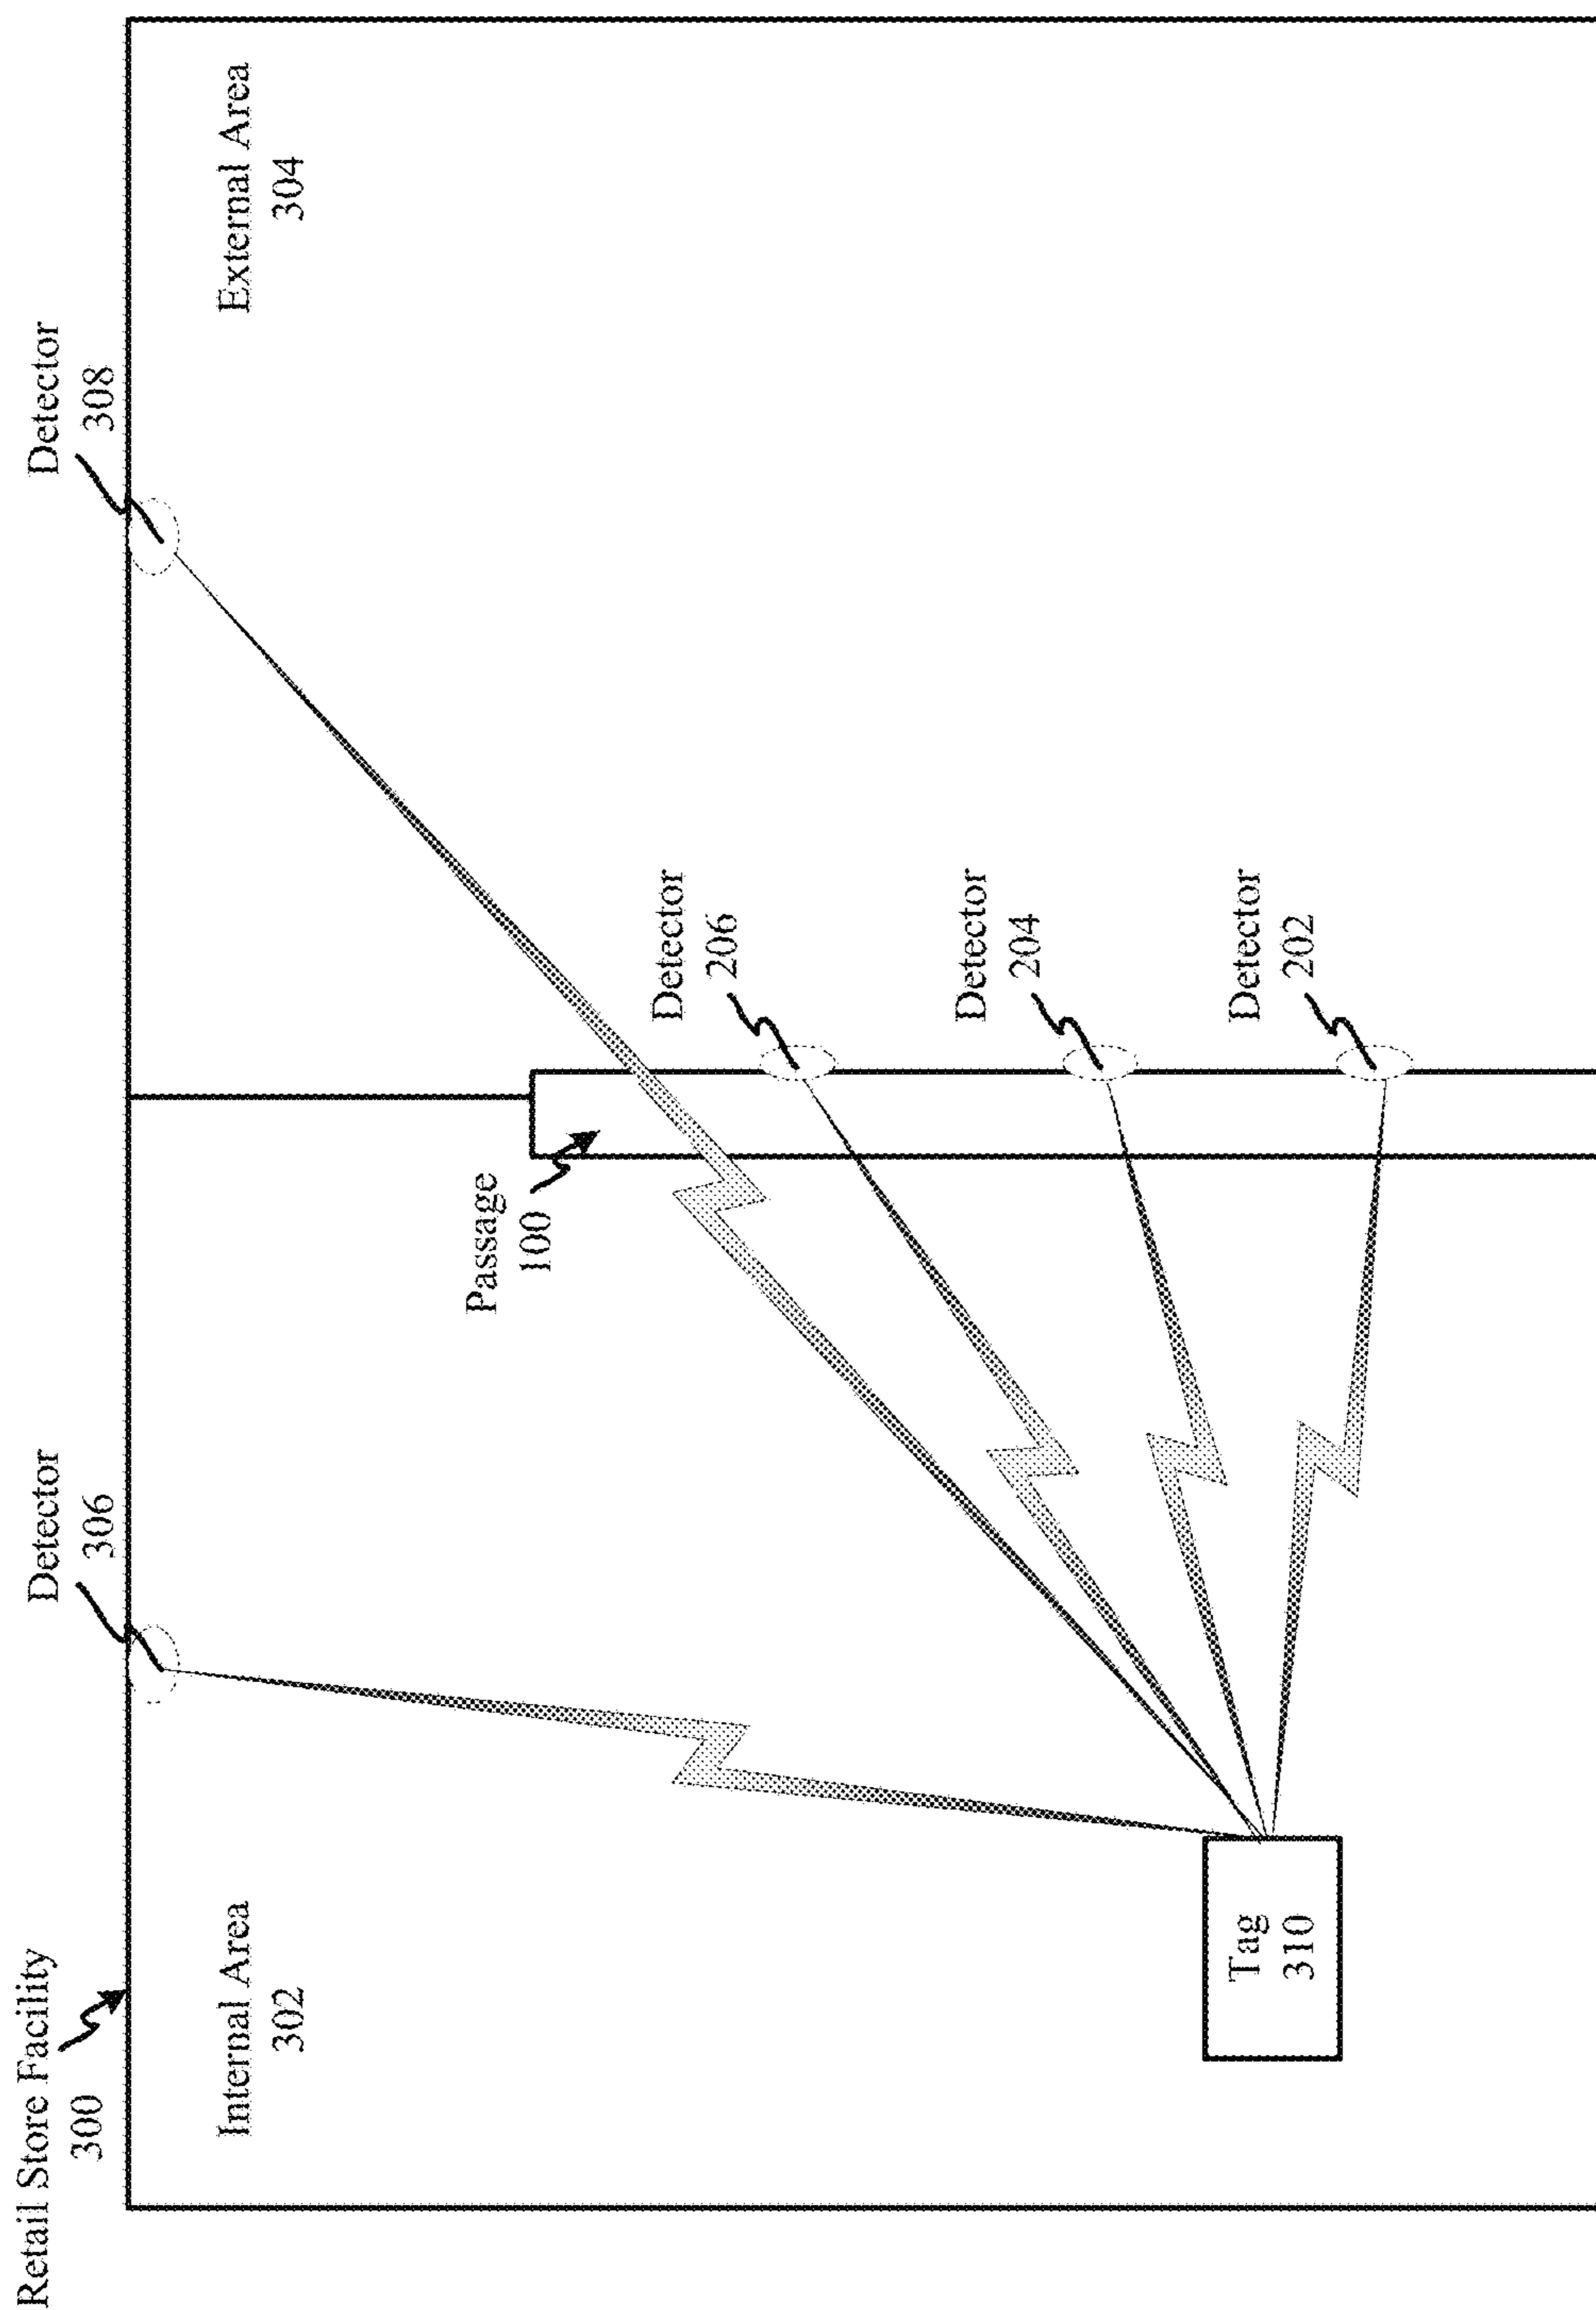 Retail Store Facility
300
Detector
306
Detector
308
Internal Area
302
External Area
304
Passage
100
Detector
206
Detector
204
Detector
202
Tag
310